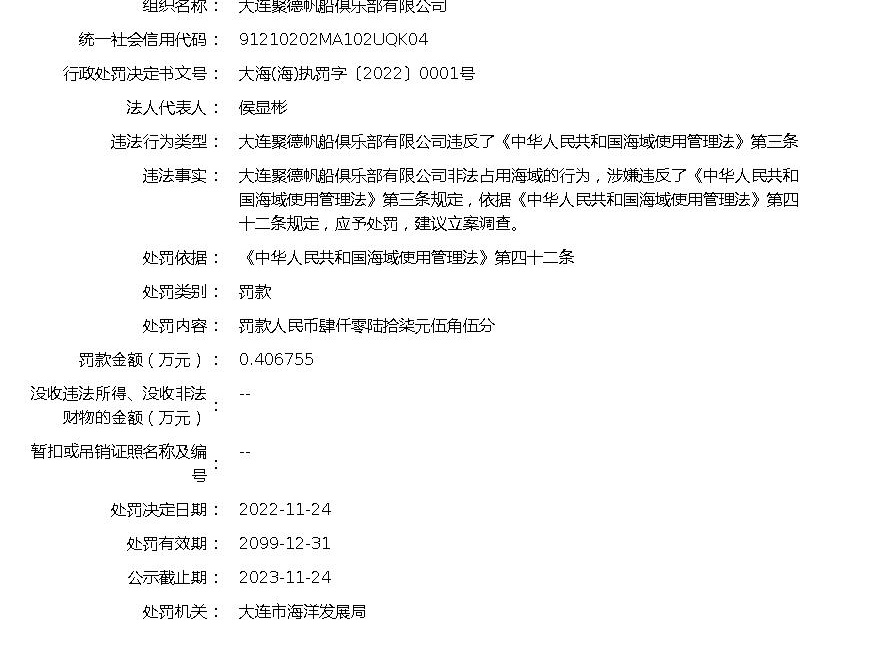 组织名称： 大连聚德帆船俱乐部有限公司
统一社会信用代码： 91210202MA102UQK04
行政处罚决定书文号： 大海(海)执罚字〔2022〕0001号
法人代表人： 侯显彬
违法行为类型： 大连聚德帆船俱乐部有限公司违反了《中华人民共和国海域使用管理法》第三条
违法事实： 大连聚德帆船俱乐部有限公司非法占用海域的行为，涉嫌违反了《中华人民共和
国海域使用管理法》第三条规定，依据《中华人民共和国海域使用管理法》第四
十二条规定，应予处罚，建议立案调查。
处罚依据： 《中华人民共和国海域使用管理法》第四十二条
处罚类别： 罚款
处罚内容： 罚款人民币肆仟零陆拾柒元伍角伍分
罚款金额（万元）： 0.406755
没收违法所得、没收非法
财物的金额（万元）： --
暂扣或吊销证照名称及编
号： --
处罚决定日期： 2022-11-24
处罚有效期： 2099-12-31
公示截止期： 2023-11-24
处罚机关： 大连市海洋发展局